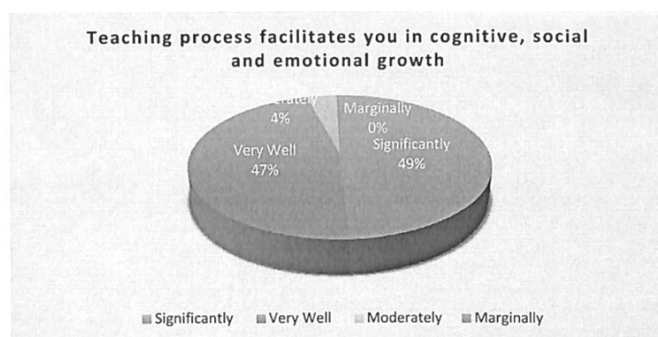 Teaching process facilitates you in cognitive, social
and emotional growth
4%
Marginally
0%
Very Well
47%
Significantly
49%
Significantly Very Well Moderately Marginally